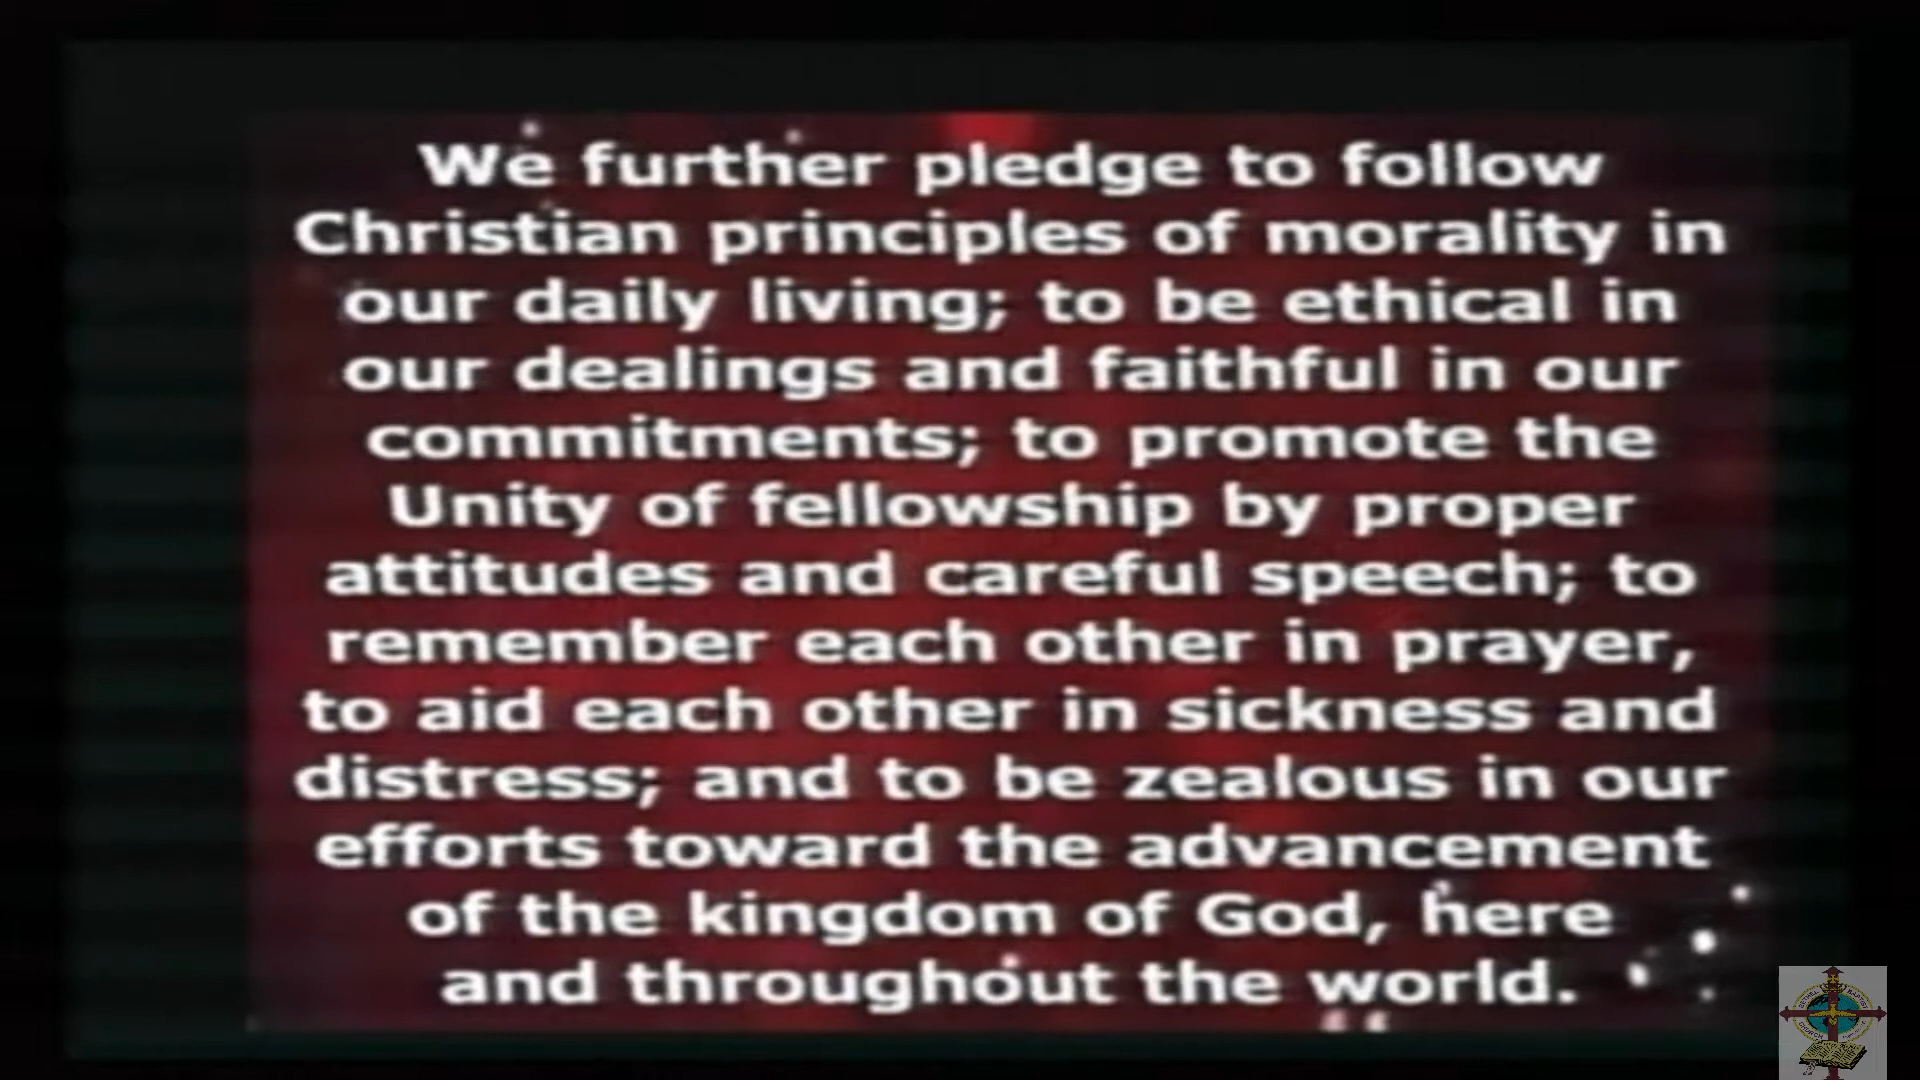 We further pledge to follow
Christian principles of morality in
our daily living; to be ethical in
our dealings and faithful in our
commitments; to promote the
Unity of fellowship by proper
attitudes and careful speech; to
remember each other in prayer,
to aid each other in sickness and
distress; and to be zealous in our
efforts toward the advancement
of the kingdom of God, here
and throughout the world.
BETHEL BAPTIST
CHURCH